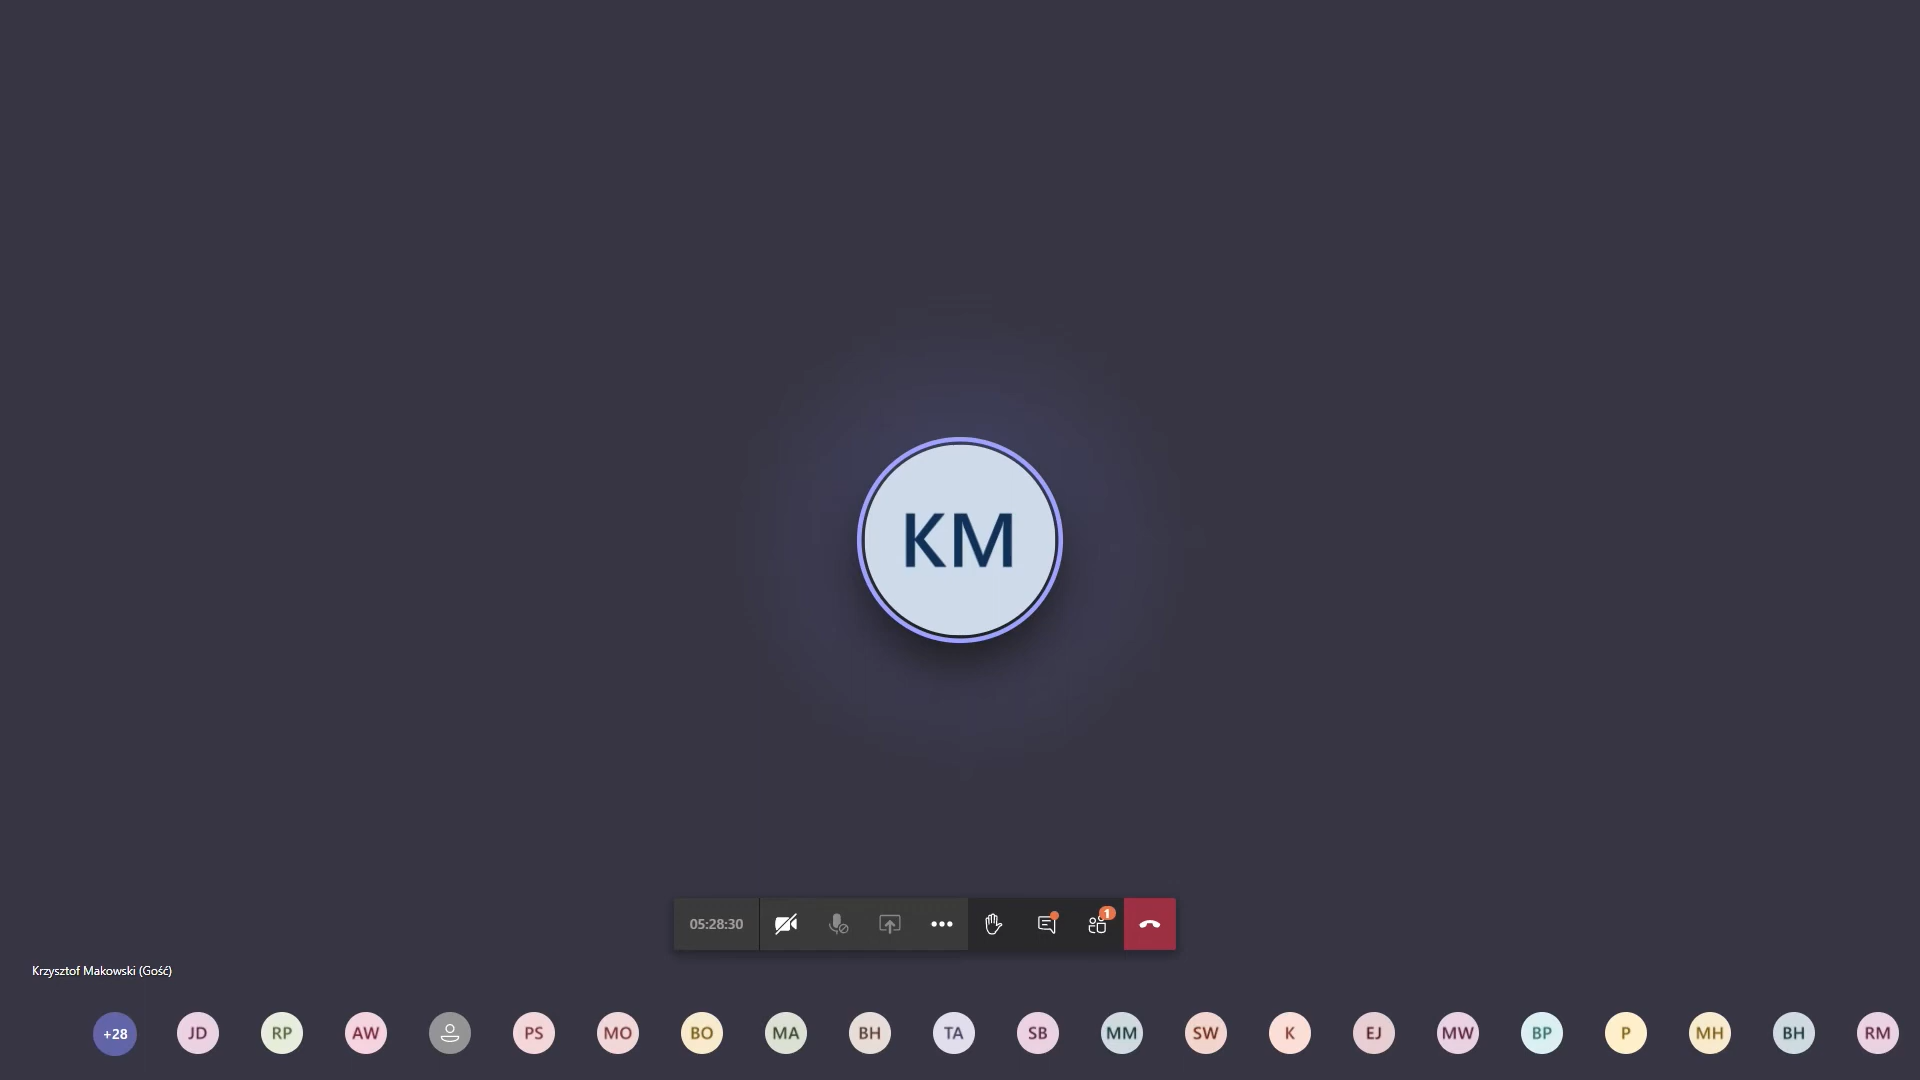 KM
05:28:30
1
Krzysztof Makowski (Gość)
+28 JD RP AW PS MO BO MA BH TA SB MM SW K EJ MW BP P MH BH RM